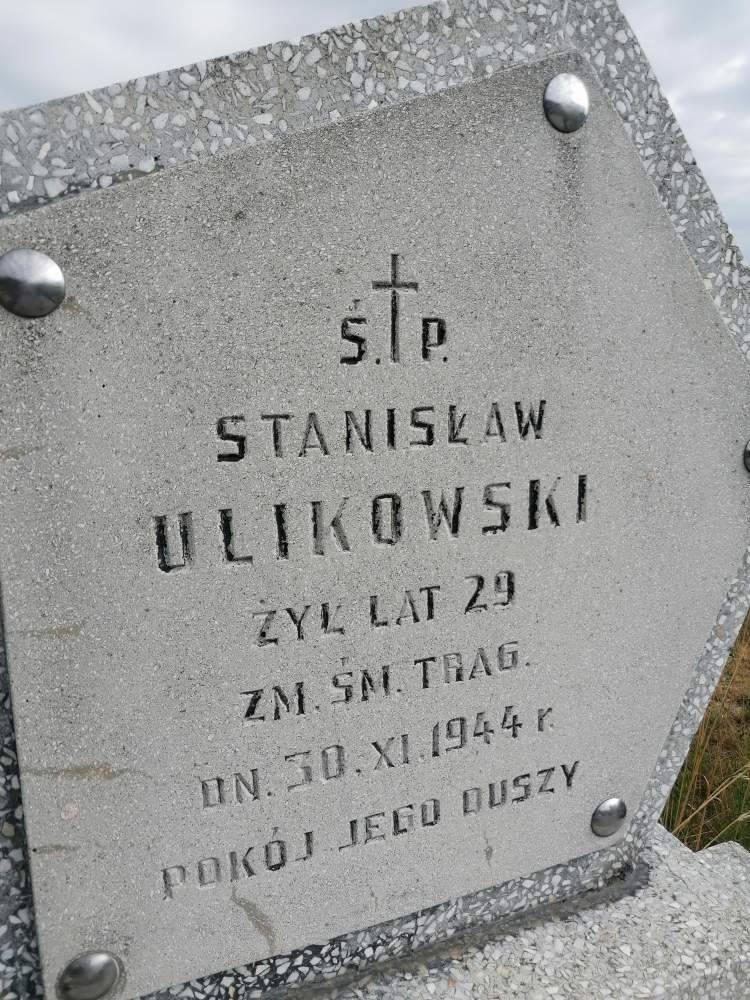 Ś.P.
STANISŁAW
ULIKOWSKI
ŻYŁ LAT 29
ZM. ŚM. TRAG.
DN. 30.XI.1944 r.
POKÓJ JEGO DUSZY